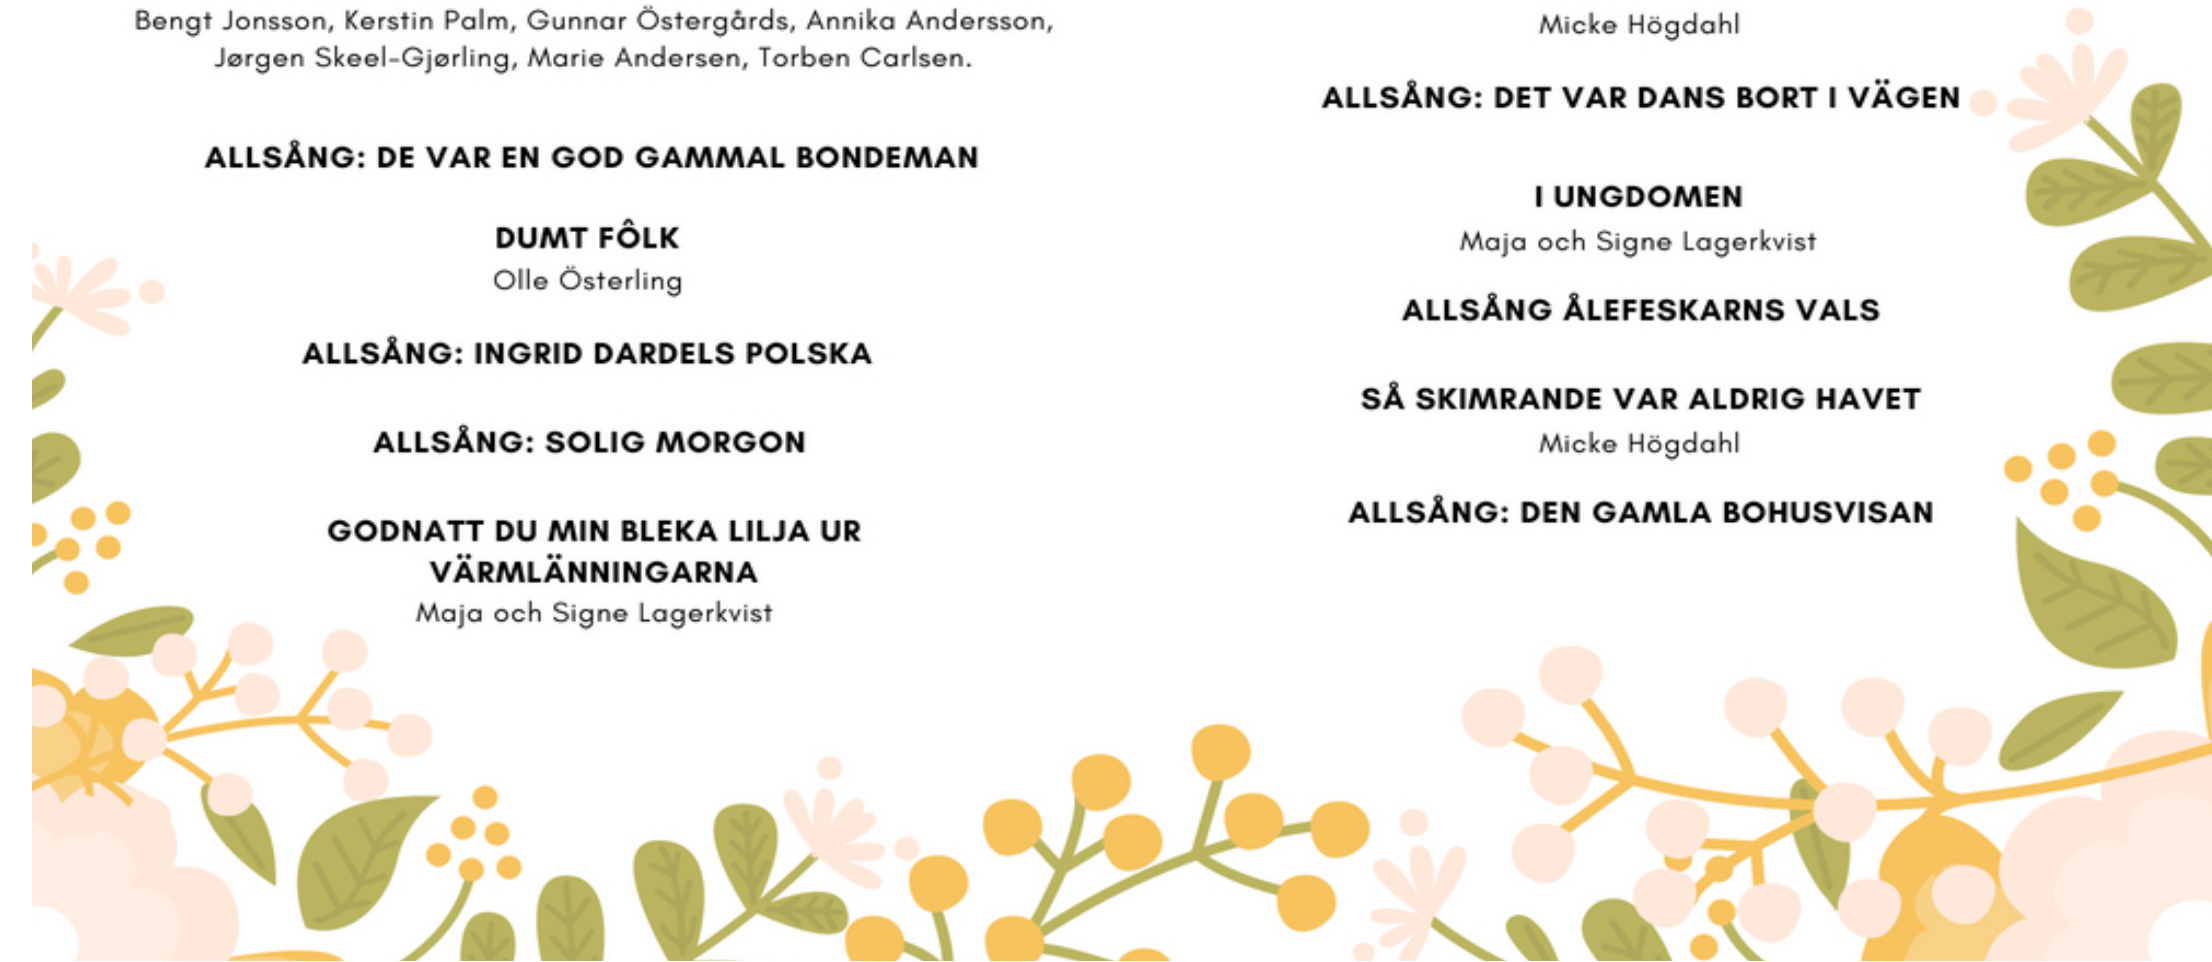 Bengt Jonsson, Kerstin Palm, Gunnar Östergårds, Annika Andersson,
Jørgen Skeel-Gjørling, Marie Andersen, Torben Carlsen.
ALLSÅNG: DE VAR EN GOD GAMMAL BONDEMAN
DUMT FÔLK
Olle Österling
ALLSÅNG: INGRID DARDELS POLSKA
ALLSÅNG: SOLIG MORGON
GODNATT DU MIN BLEKA LILJA UR
VÄRMLÄNNINGARNA
Maja och Signe Lagerkvist
Micke Högdahl
ALLSÅNG: DET VAR DANS BORT I VÄGEN
I UNGDOMEN
Maja och Signe Lagerkvist
ALLSÅNG ÅLEFESKARNS VALS
SÅ SKIMRANDE VAR ALDRIG HAVET
Micke Högdahl
ALLSÅNG: DEN GAMLA BOHUSVISAN